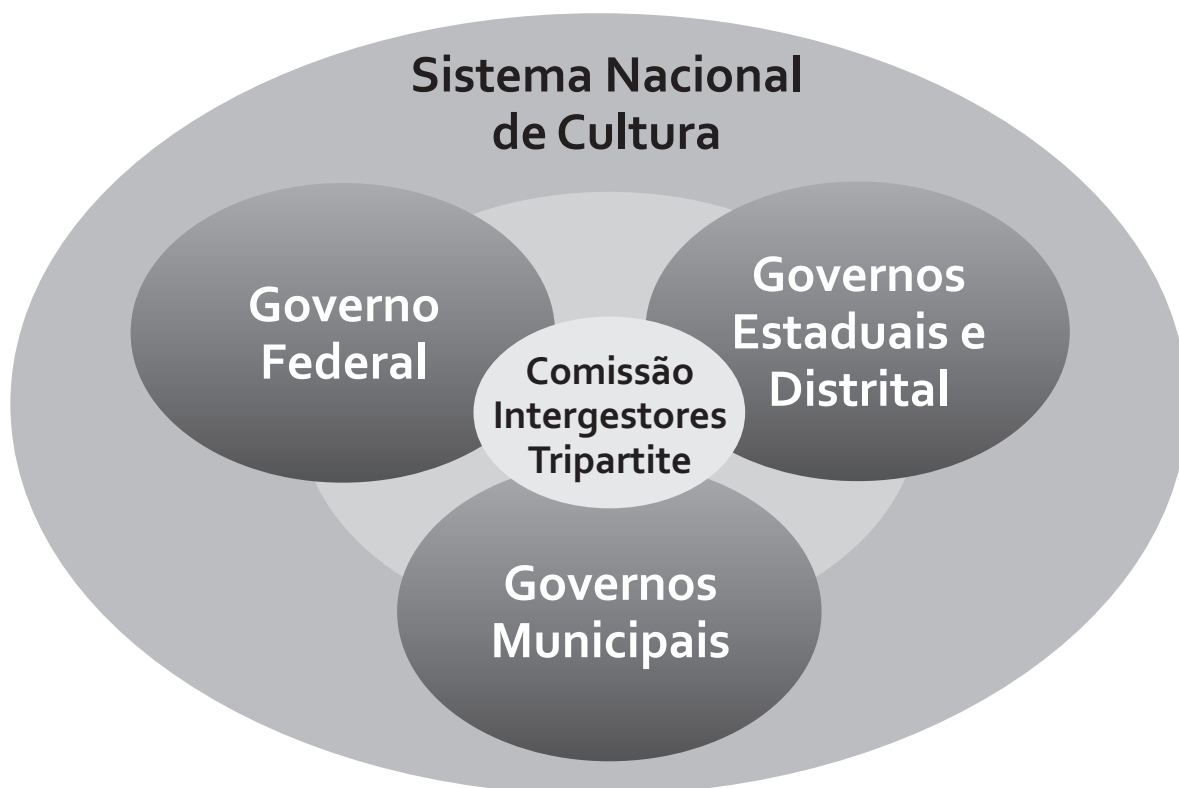 Sistema Nacional
de Cultura
Governo
Federal
Governos
Estaduais e
Distrital
Comissão
Intergestores
Tripartite
Governos
Municipais